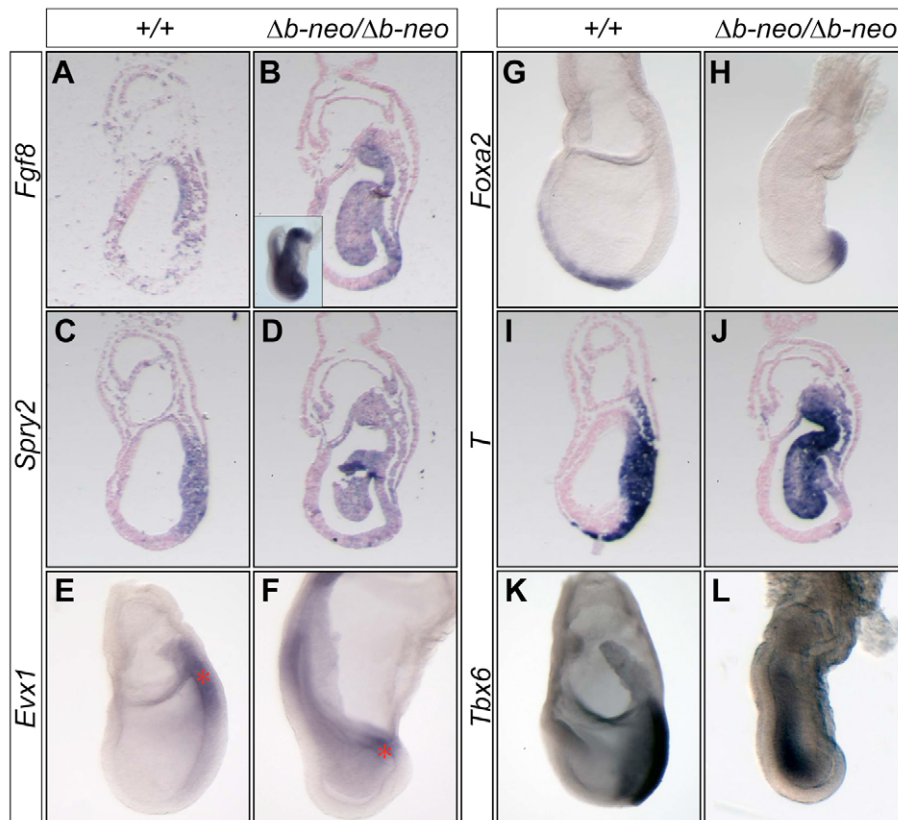 +/+ Δb-neo/Δb-neo +/+ Δb-neo/Δb-neo
A B G H
Fgf8 Foxa2
C D I J
Spry2 T
E F K L
* *
Evx1 Tbx6